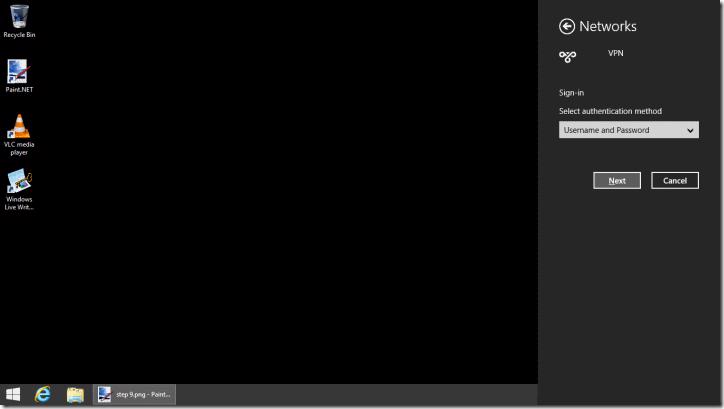 Recycle Bin
Paint.NET
VLC media
player
Windows
Live Writ...
Networks
VPN
Sign-in
Select authentication method
Username and Password
Next
Cancel
step 9.png - Paint...